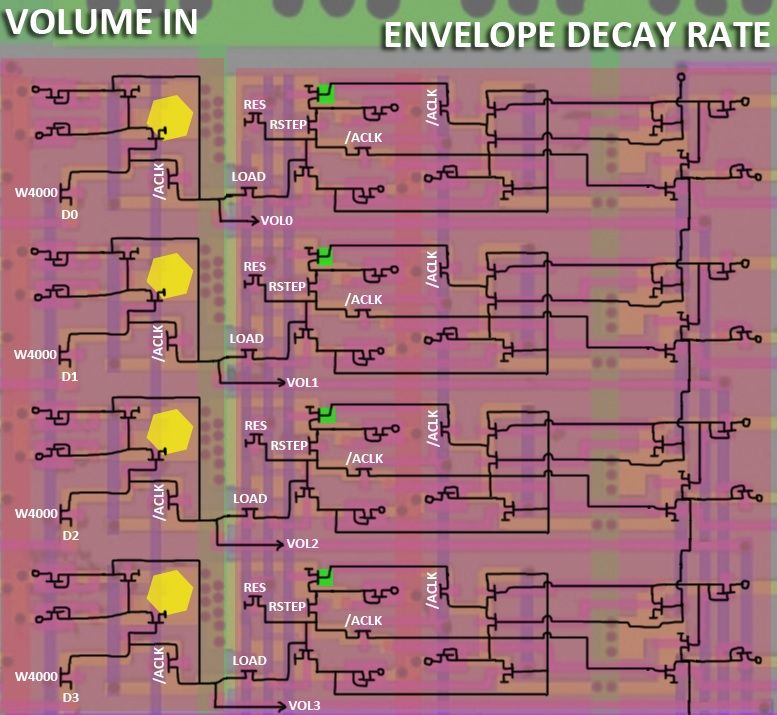 VOLUME IN
ENVELOPE DECAY RATE
RES
/ACLK
RSTEP
/ACLK
/ACLK
LOAD
W4000
D0
VOL0
RES
/ACLK
RSTEP
/ACLK
/ACLK
LOAD
W4000
D1
VOL1
RES
/ACLK
RSTEP
/ACLK
/ACLK
LOAD
W4000
D2
VOL2
RES
/ACLK
RSTEP
/ACLK
/ACLK
LOAD
W4000
D3
VOL3